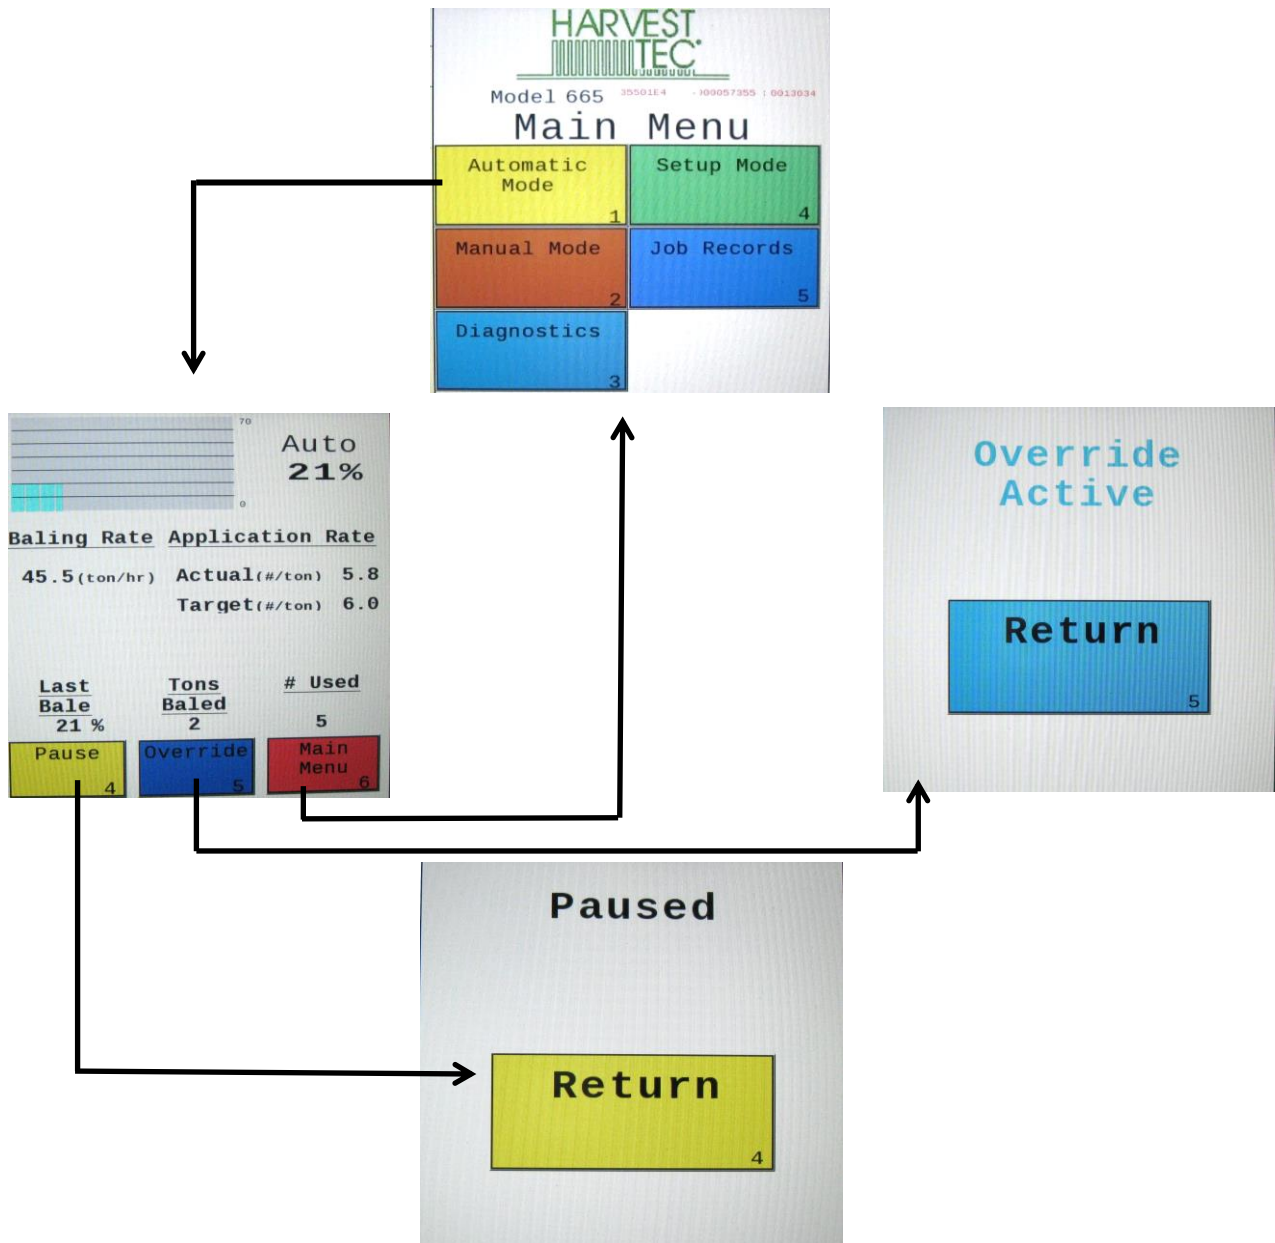 HARVEST
TEC
Model 665 35501E4 -)00057355 : 0013034
Main Menu
Automatic
Mode
1
Setup Mode
4
Manual Mode
2
Job Records
5
Diagnostics
3
70
0
Auto
21%
Baling Rate Application Rate
45.5(ton/hr) Actual(#/ton) 5.8
Target(#/ton) 6.0
Last
Bale
21 %
Tons
Baled
2
# Used
5
Pause
4
Override
5
Main
Menu
6
Override
Active
Return
5
Paused
Return
4